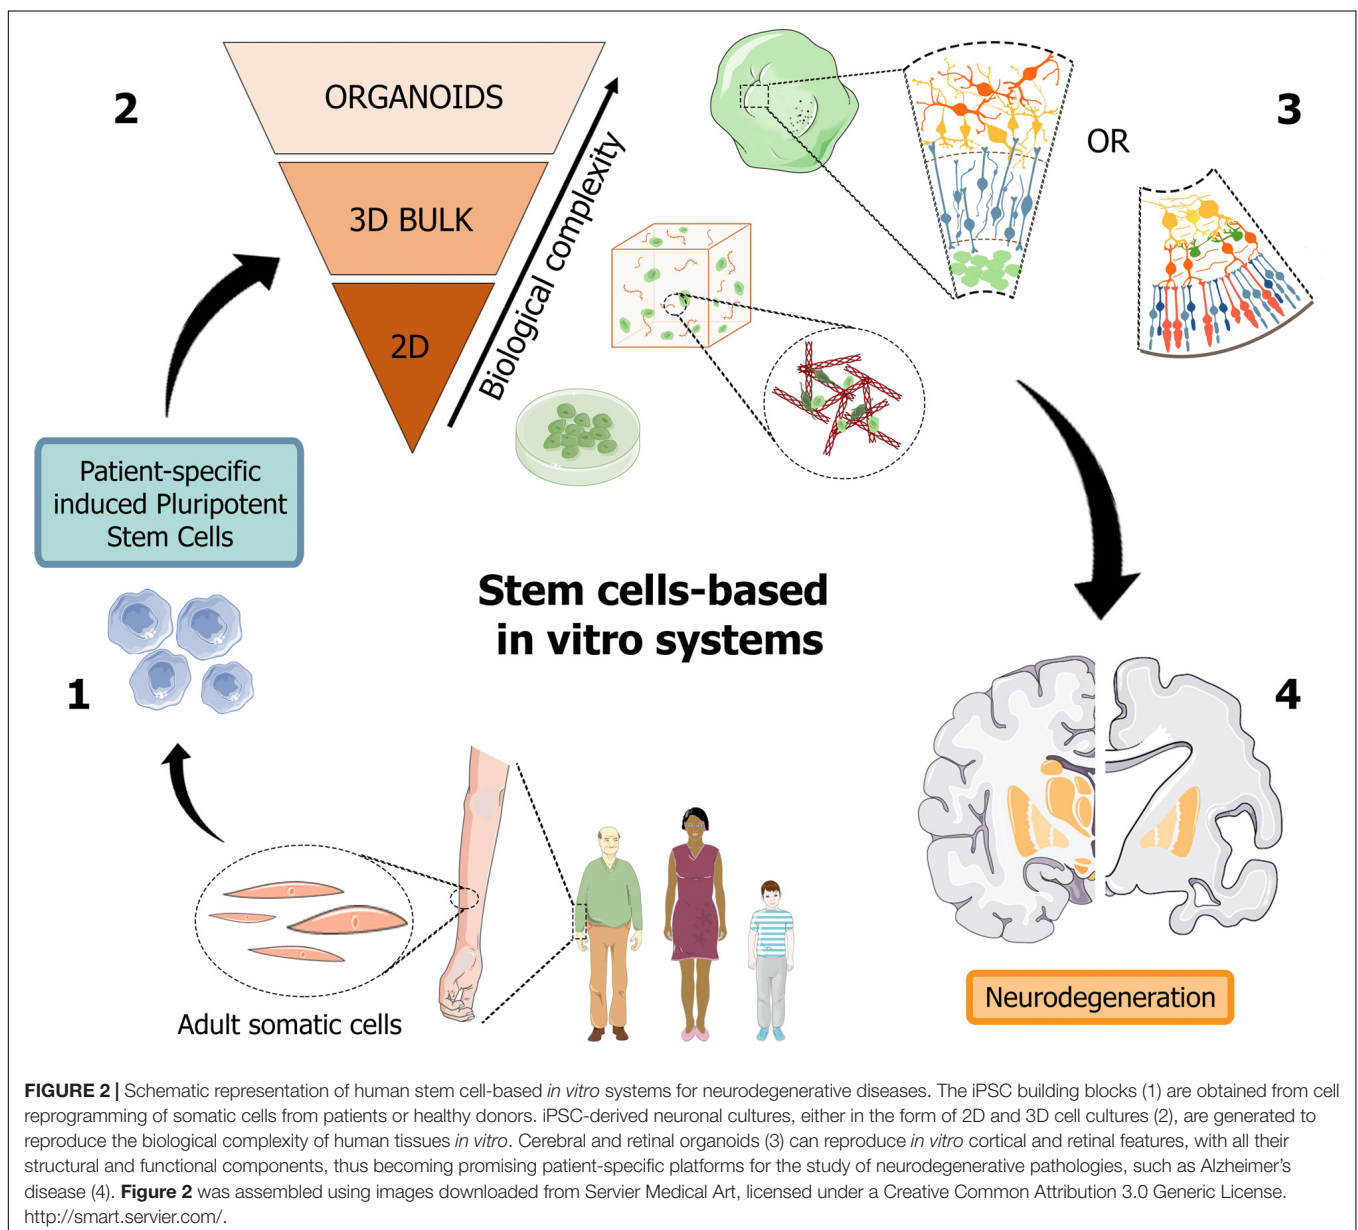 2
ORGANOIDS
3D BULK
2D
Biological complexity
OR
3
Patient-specific
induced Pluripotent
Stem Cells
Stem cells-based
in vitro systems
1
4
Adult somatic cells
Neurodegeneration
FIGURE 2 | Schematic representation of human stem cell-based in vitro systems for neurodegenerative diseases. The iPSC building blocks (1) are obtained from cell
reprogramming of somatic cells from patients or healthy donors. iPSC-derived neuronal cultures, either in the form of 2D and 3D cell cultures (2), are generated to
reproduce the biological complexity of human tissues in vitro. Cerebral and retinal organoids (3) can reproduce in vitro cortical and retinal features, with all their
structural and functional components, thus becoming promising patient-specific platforms for the study of neurodegenerative pathologies, such as Alzheimer's
disease (4). Figure 2 was assembled using images downloaded from Servier Medical Art, licensed under a Creative Common Attribution 3.0 Generic License.
http://smart.servier.com/.